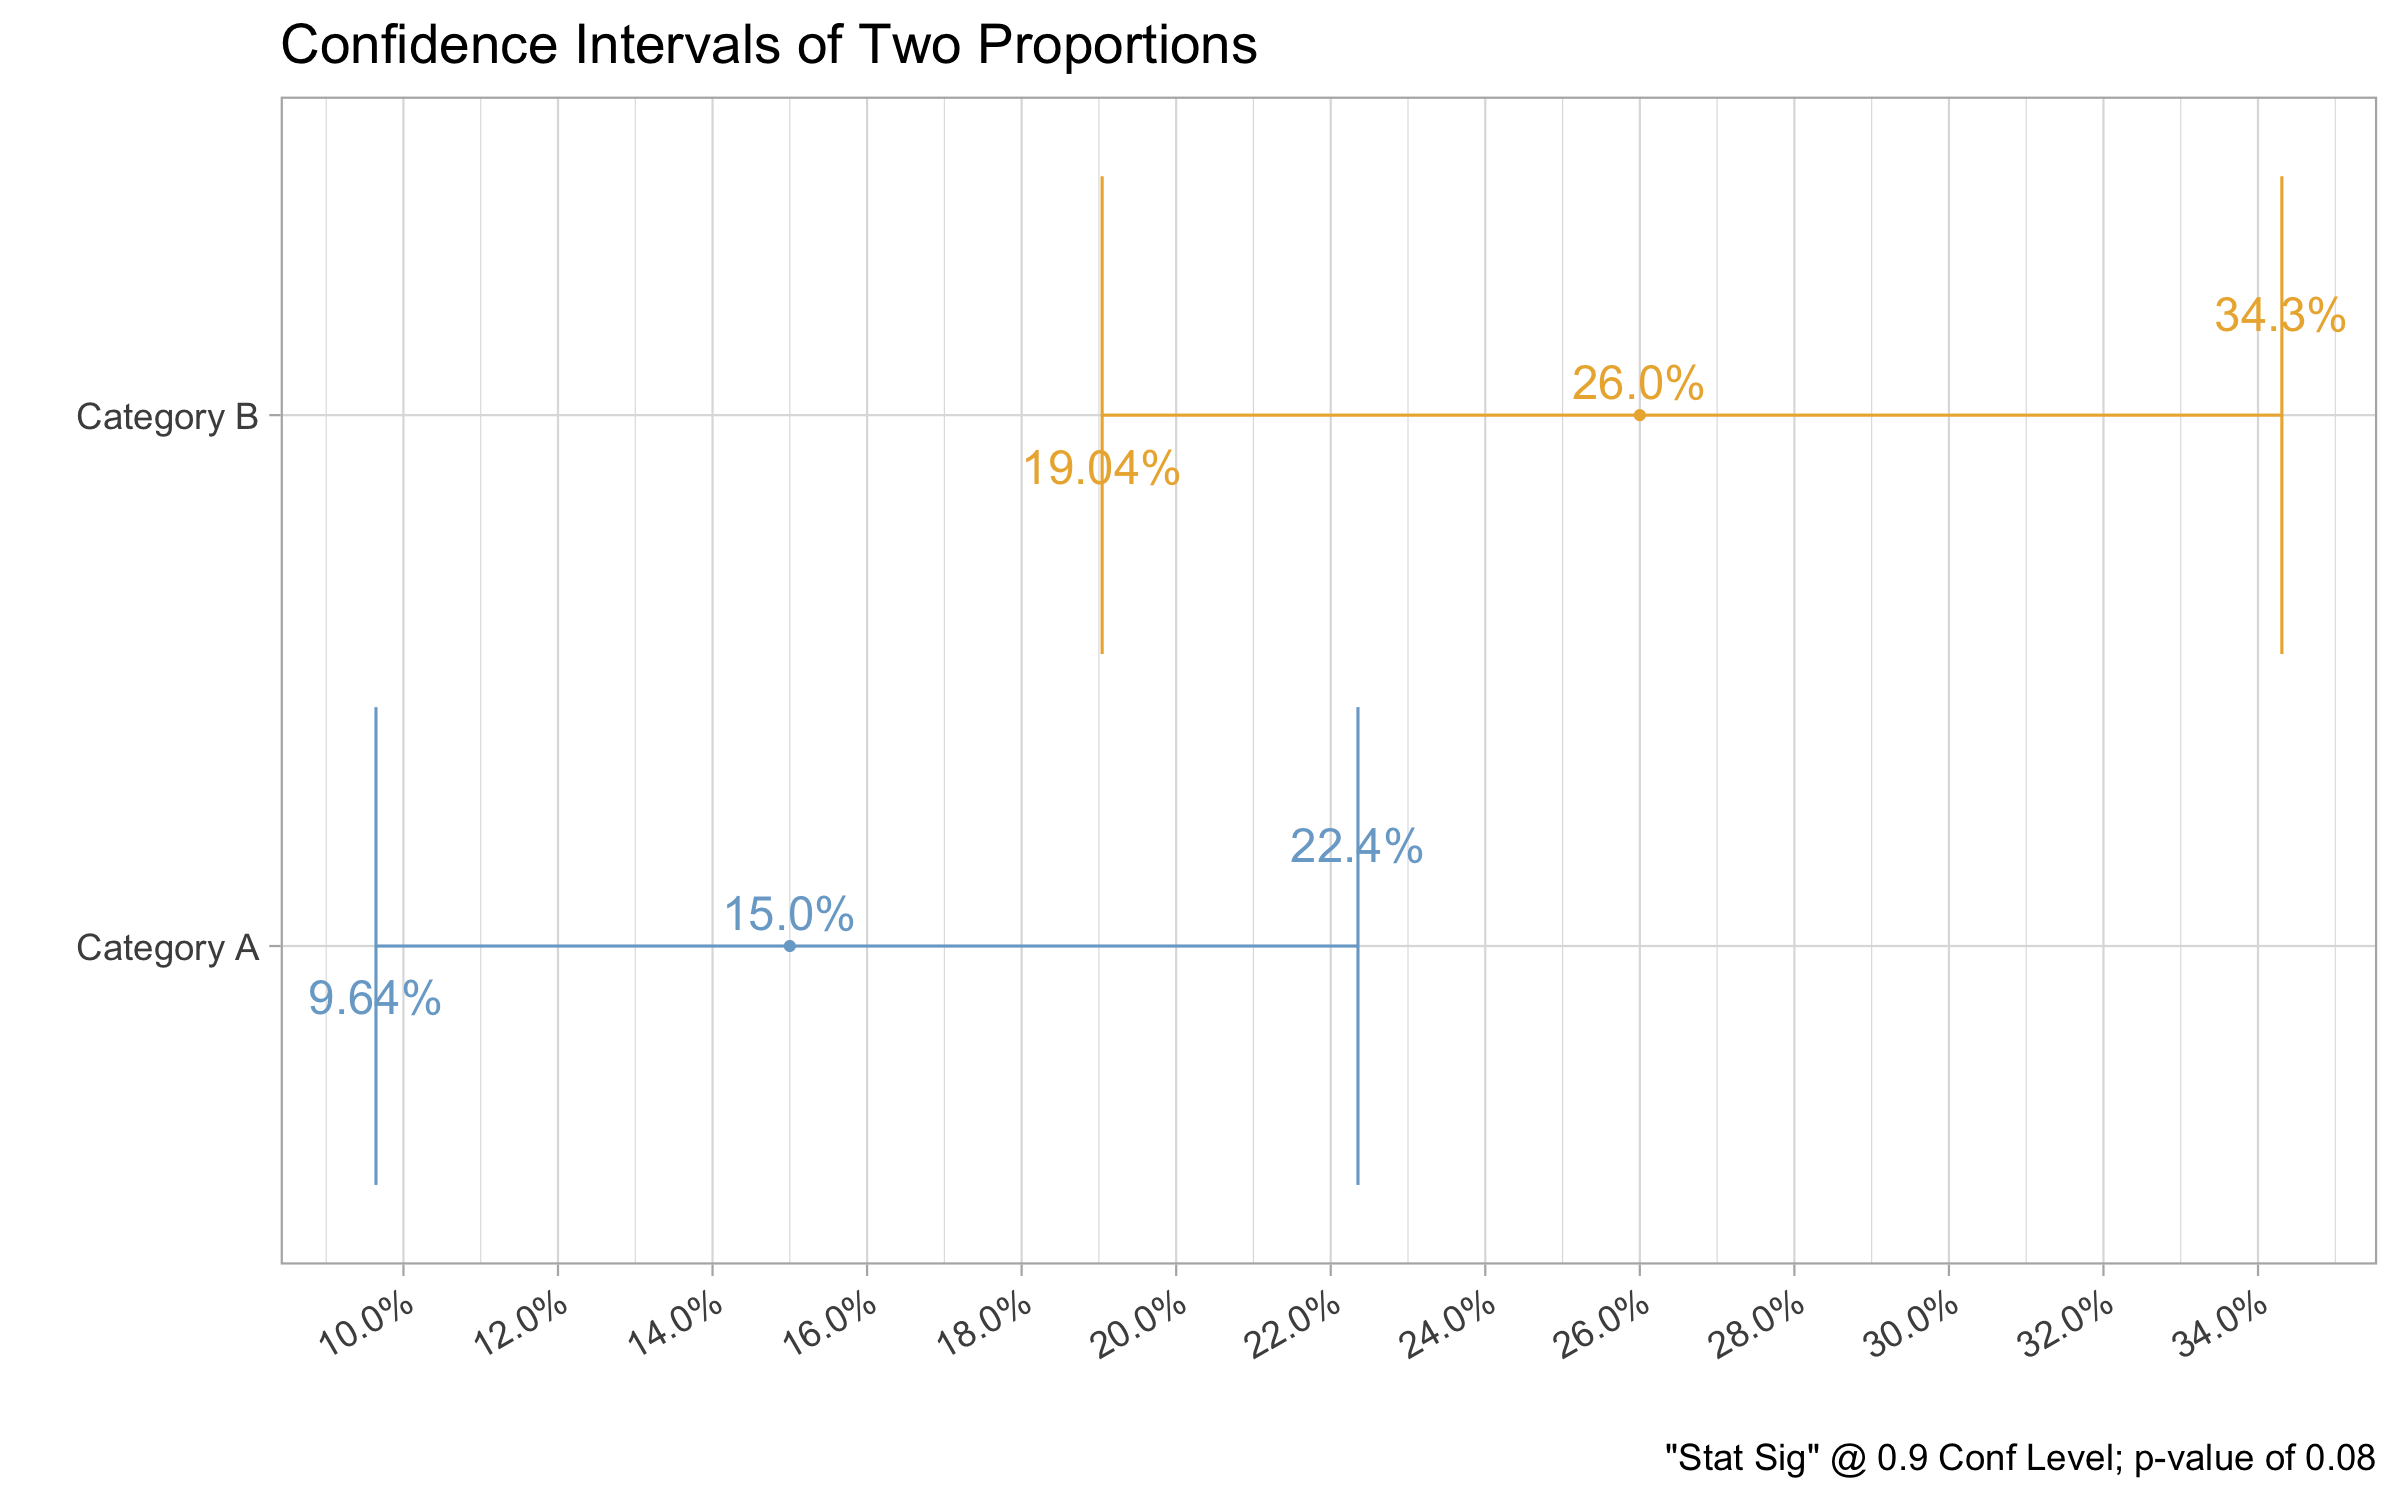 Confidence Intervals of Two Proportions
34.3%
26.0%
Category B
19.04%
22.4%
15.0%
Category A
9.64%
10.0% 12.0% 14.0% 16.0% 18.0% 20.0% 22.0% 24.0% 26.0% 28.0% 30.0% 32.0% 34.0%
"Stat Sig" @ 0.9 Conf Level; p-value of 0.08